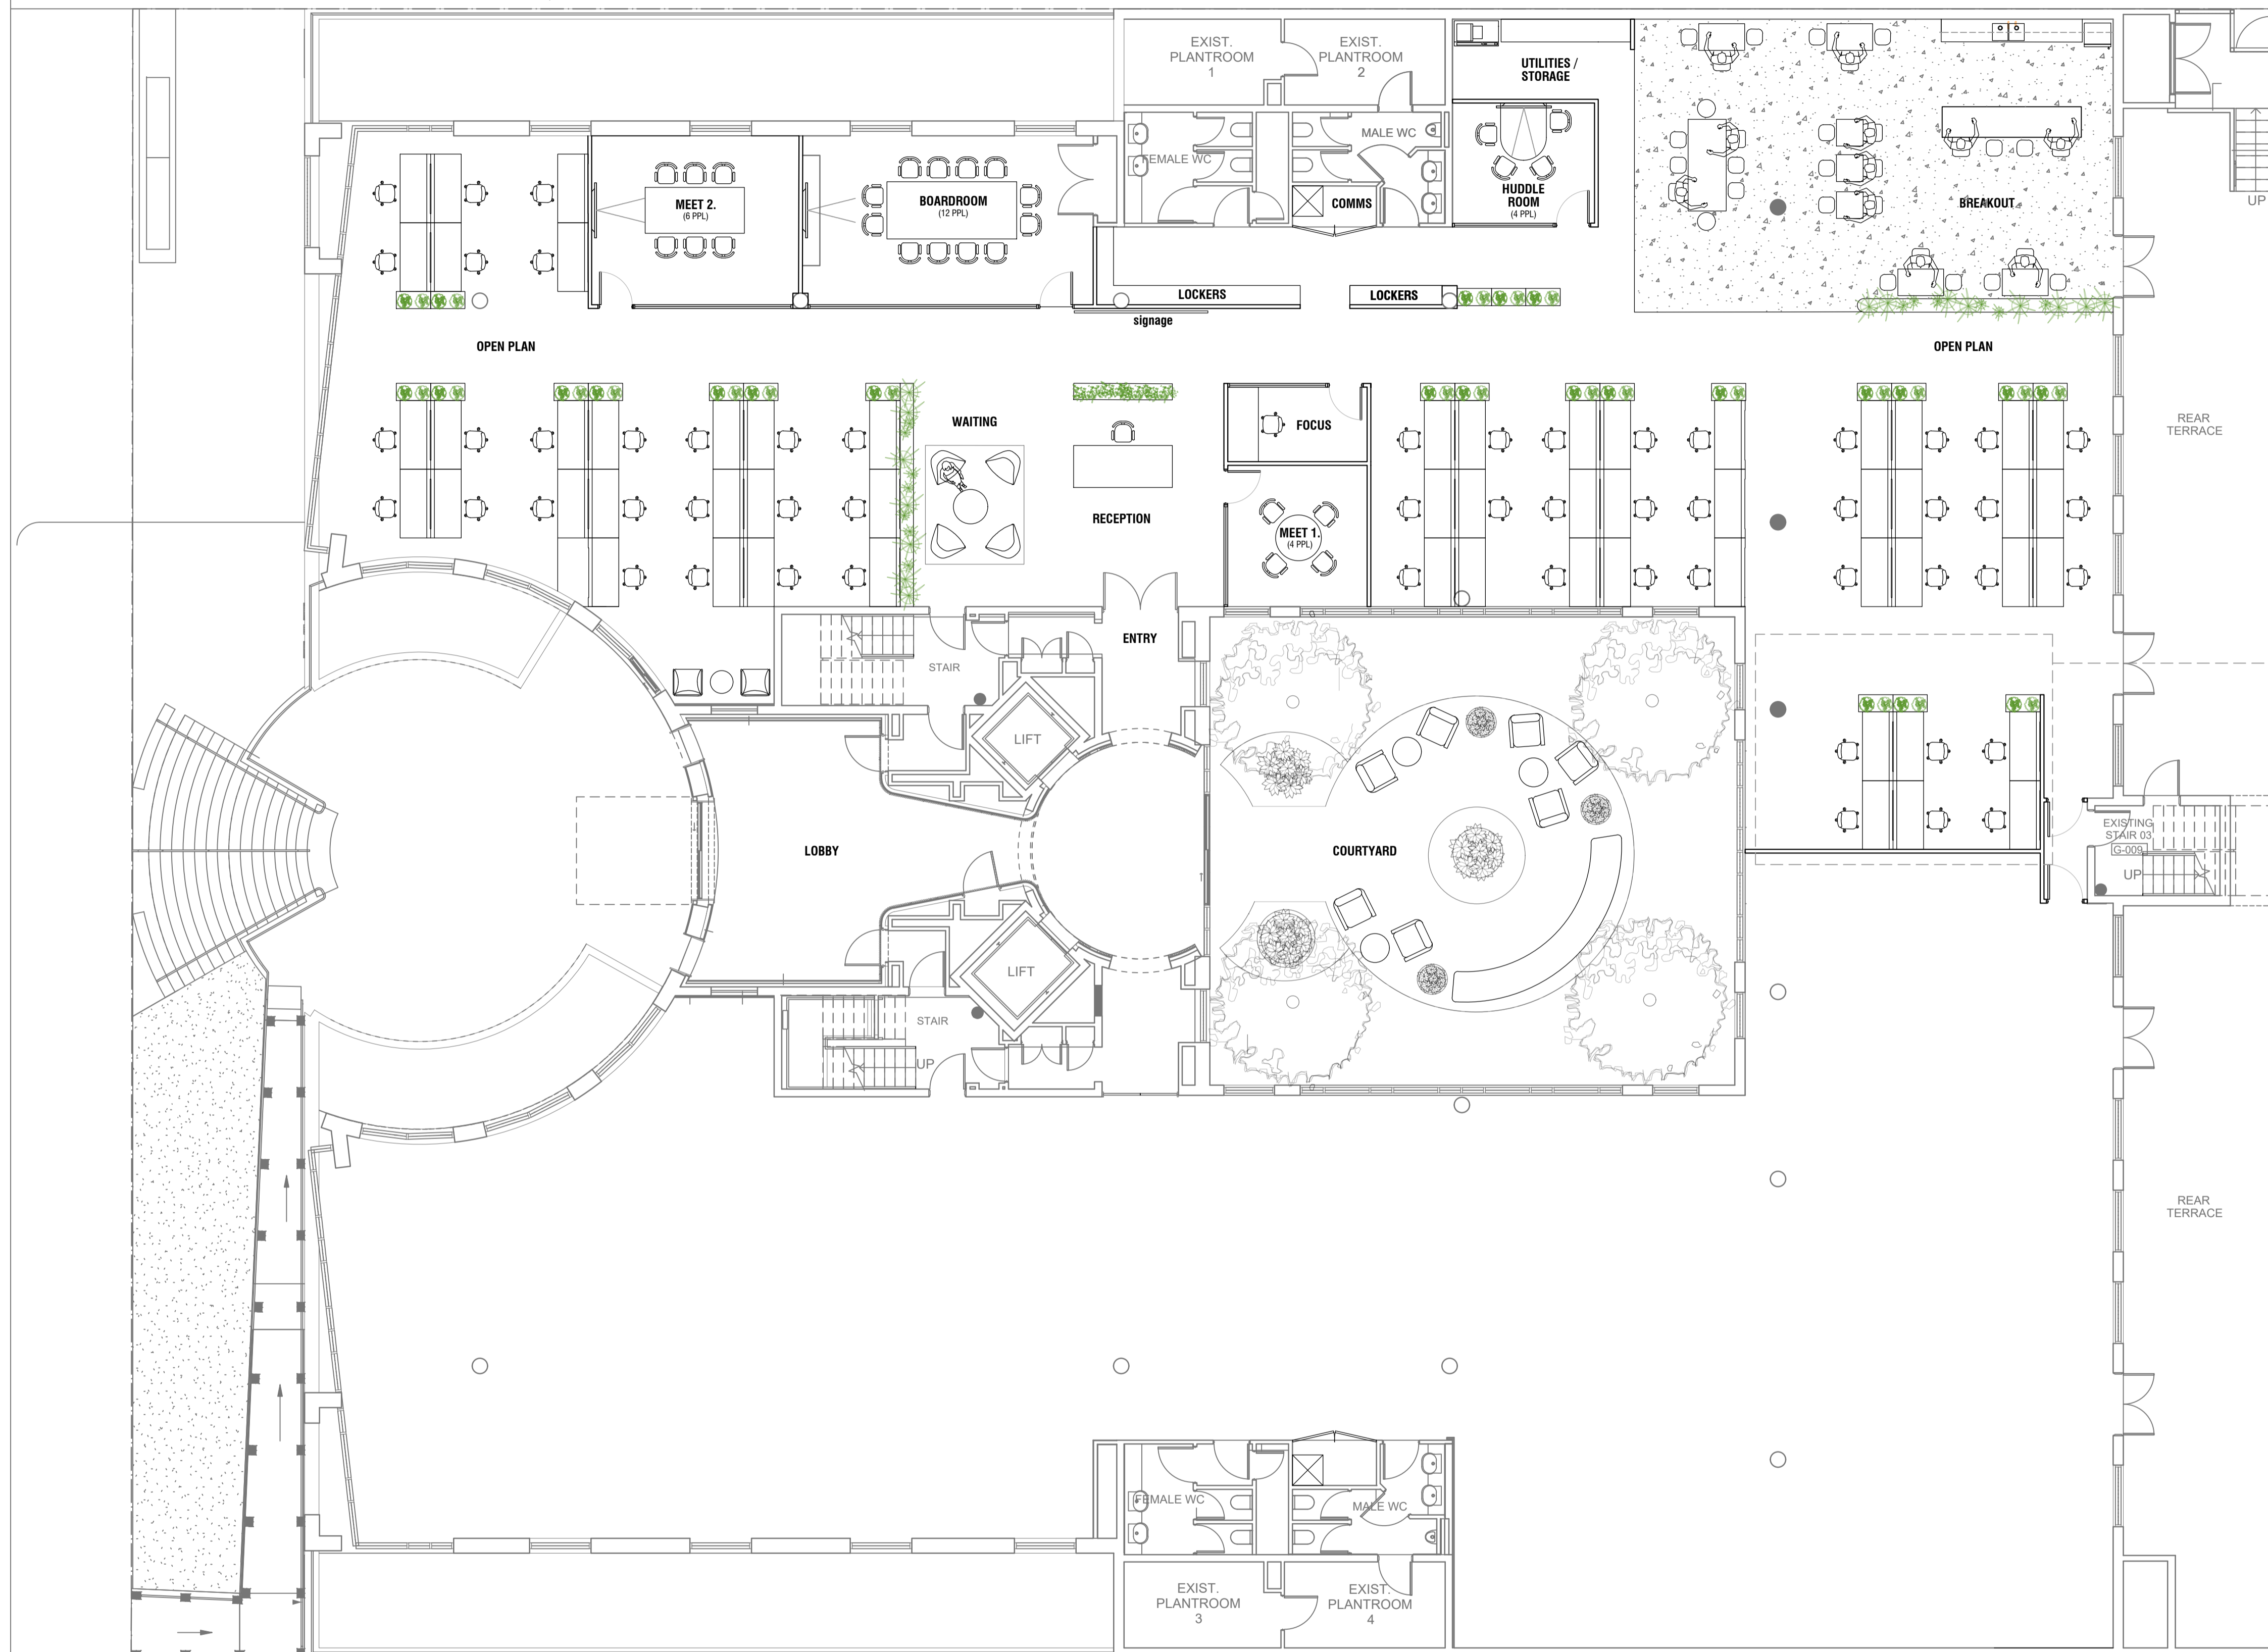 EXIST.
PLANTROOM
1
EXIST.
PLANTROOM
2
UTILITIES /
STORAGE
MALE WC
FEMALE WC
MEET 2.
(6 PPL)
BOARDROOM
(12 PPL)
COMMS
HUDDLE
ROOM
(4 PPL)
BREAKOUT
UP
LOCKERS
LOCKERS
signage
OPEN PLAN
OPEN PLAN
WAITING
FOCUS
REAR
TERRACE
RECEPTION
MEET 1.
(4 PPL)
ENTRY
STAIR
LIFT
LOBBY
COURTYARD
EXISTING
STAIR 03
G-009
UP
LIFT
STAIR
UP
REAR
TERRACE
FEMALE WC
MALE WC
EXIST.
PLANTROOM
3
EXIST.
PLANTROOM
4